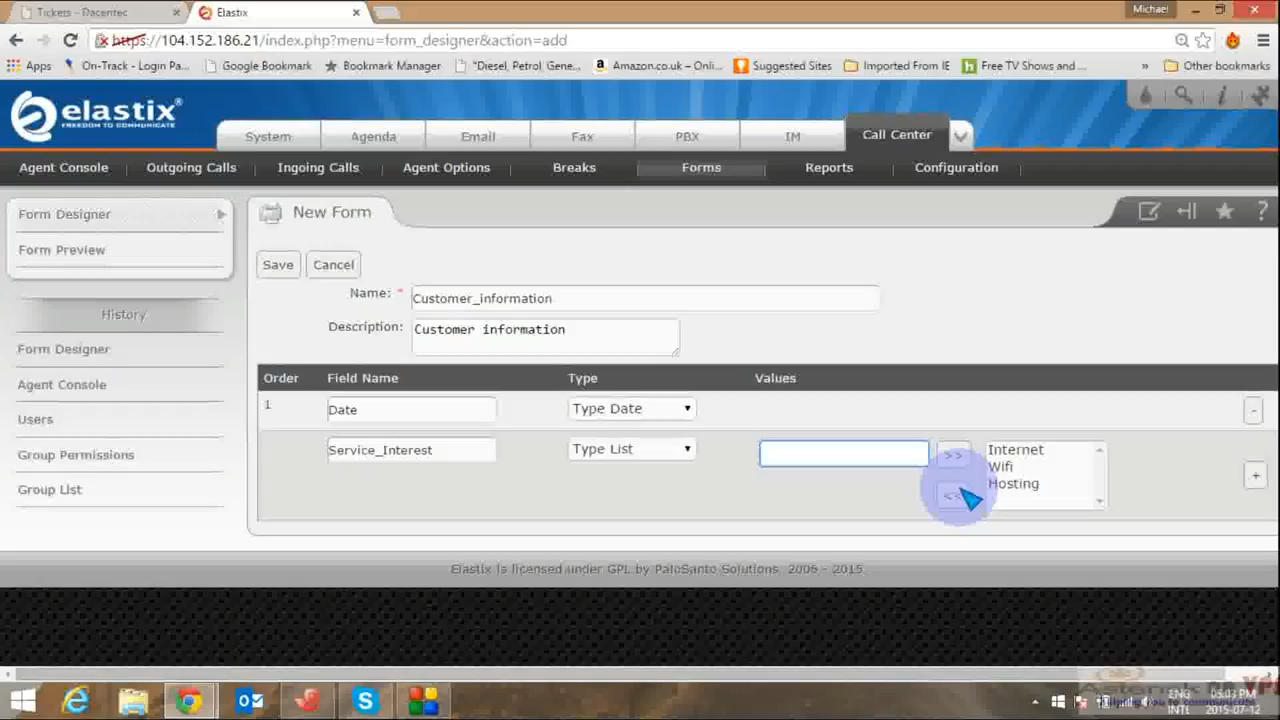 Tickets - Dacentec
Elastix
Michael
https://104.152.186.21/index.php?menu=form_designer&action=add
Apps
On-Track - Login Pa...
Google Bookmark
Bookmark Manager
"Diesel, Petrol, Gene...
Amazon.co.uk – Onli...
Suggested Sites
Imported From IE
Free TV Shows and ...
»
Other bookmarks
elastix®
FREEDOM TO COMMUNICATE
System
Agenda
Email
Fax
PBX
IM
Call Center
Agent Console
Outgoing Calls
Ingoing Calls
Agent Options
Breaks
Forms
Reports
Configuration
Form Designer
Form Preview
History
Form Designer
Agent Console
Users
Group Permissions
Group List
New Form
Save
Cancel
Name: * Customer_information
Description: Customer information
Order Field Name Type Values
1 Date Type Date -
Service_Interest Type List >> <<
Internet
Wifi
Hosting
+
Elastix is licensed under GPL by PaloSanto Solutions. 2006 - 2015.
ENG
INTL
05:03 PM
2015-07-12